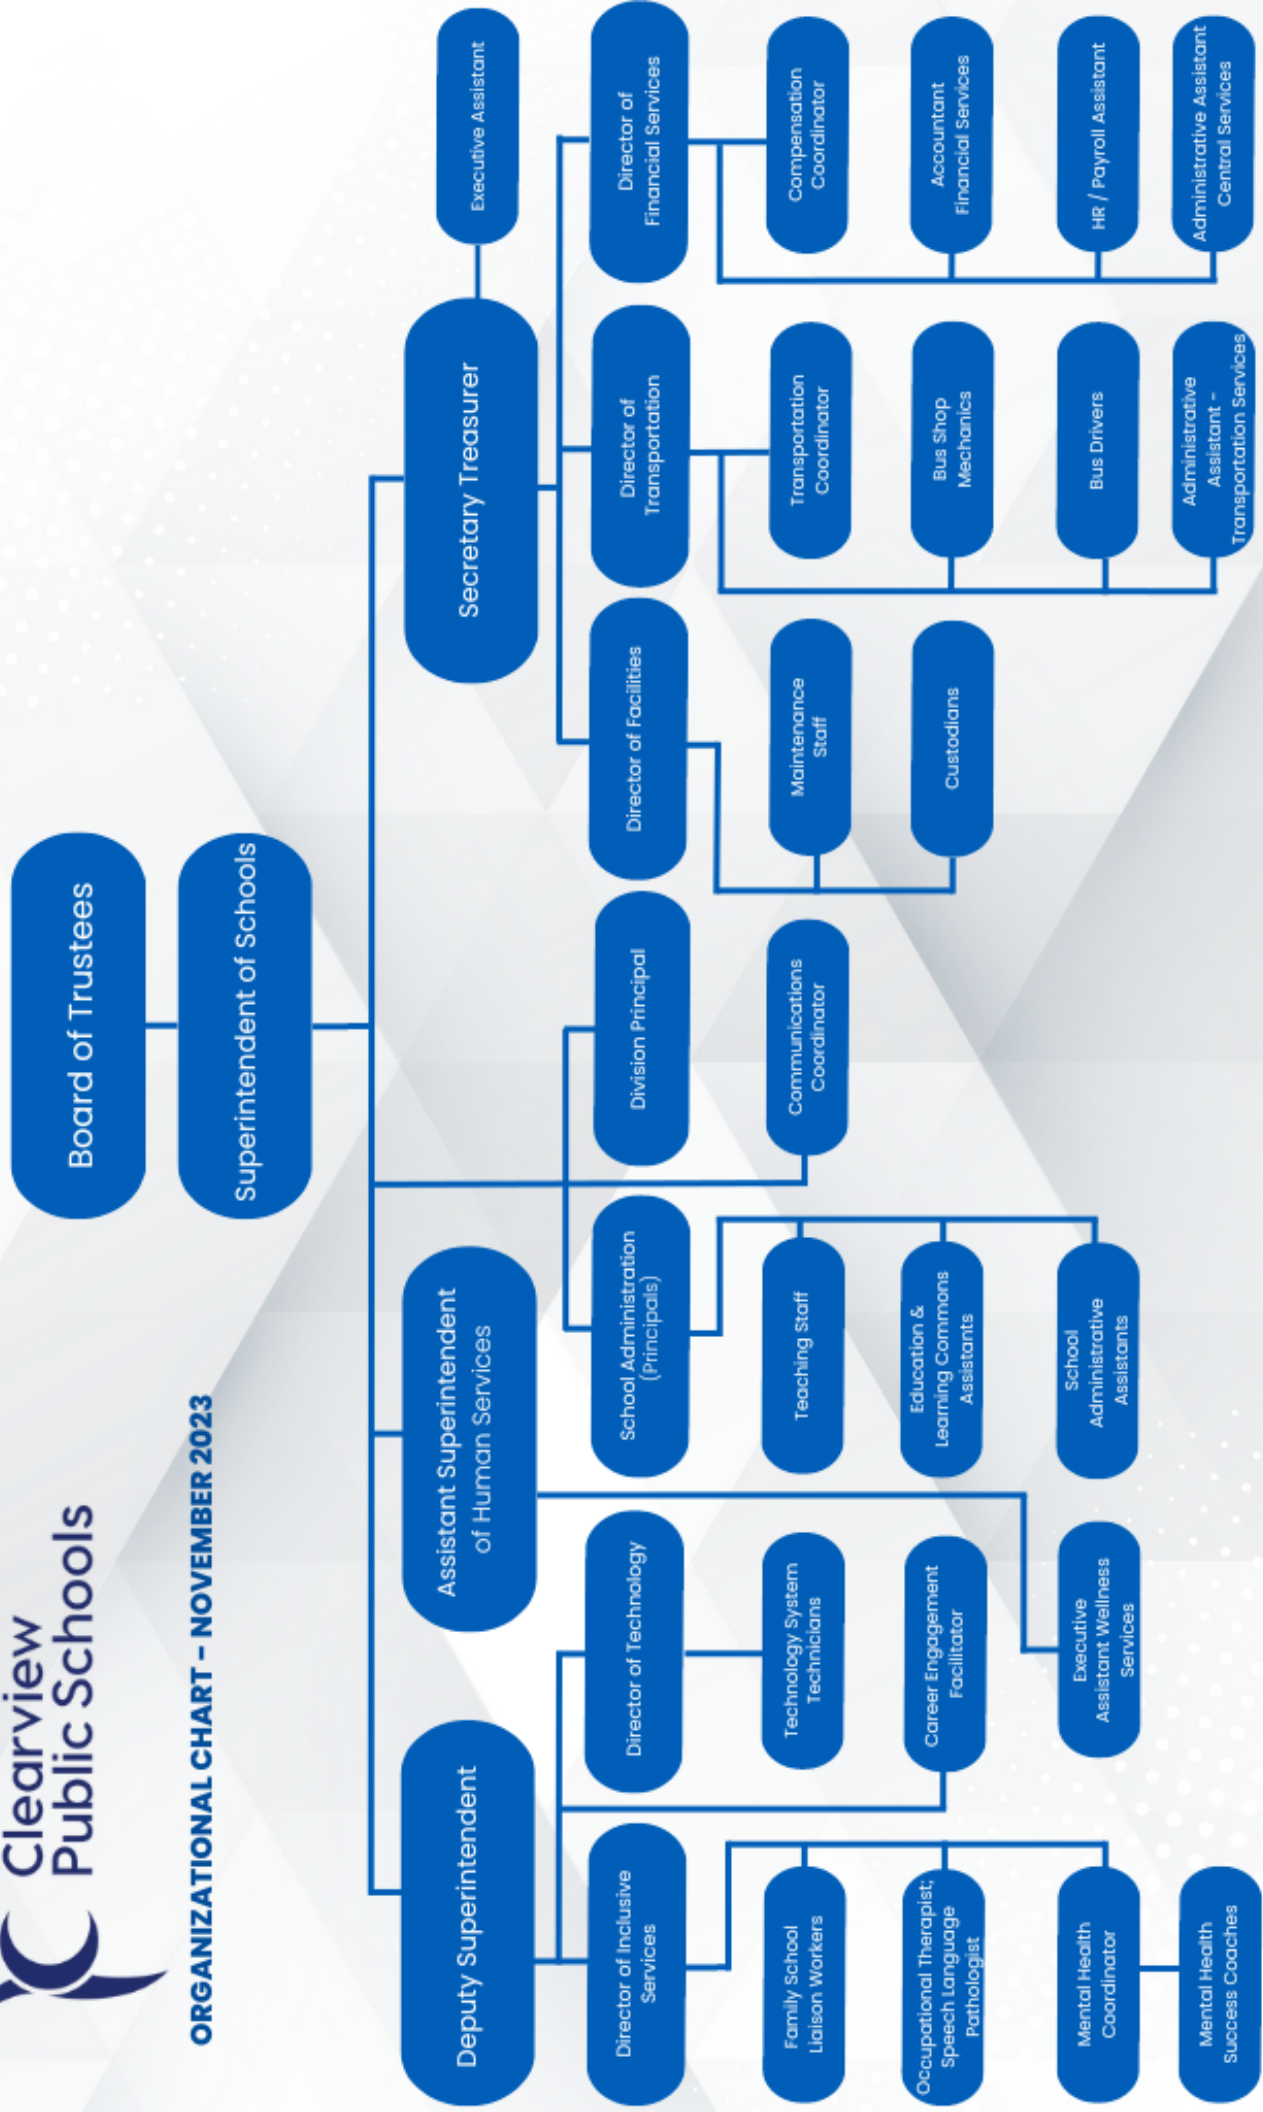 Clearview
Public Schools
ORGANIZATIONAL CHART - NOVEMBER 2023
Board of Trustees
Superintendent of Schools
Deputy Superintendent
Assistant Superintendent
of Human Services
Secretary Treasurer
Executive Assistant
Director of Inclusive
Services
Director of Technology
School Administration
(Principals)
Division Principal
Director of Facilities
Director of
Transportation
Director of
Financial Services
Family School
Liaison Workers
Technology System
Technicians
Teaching Staff
Communications
Coordinator
Maintenance
Staff
Transportation
Coordinator
Compensation
Coordinator
Occupational Therapist;
Speech Language
Pathologist
Career Engagement
Facilitator
Education &
Learning Commons
Assistants
Custodians
Bus Shop
Mechanics
Accountant
Financial Services
Mental Health
Coordinator
Executive
Assistant Wellness
Services
School
Administrative
Assistants
Bus Drivers
HR / Payroll Assistant
Mental Health
Success Coaches
Administrative
Assistant -
Transportation Services
Administrative Assistant
Central Services